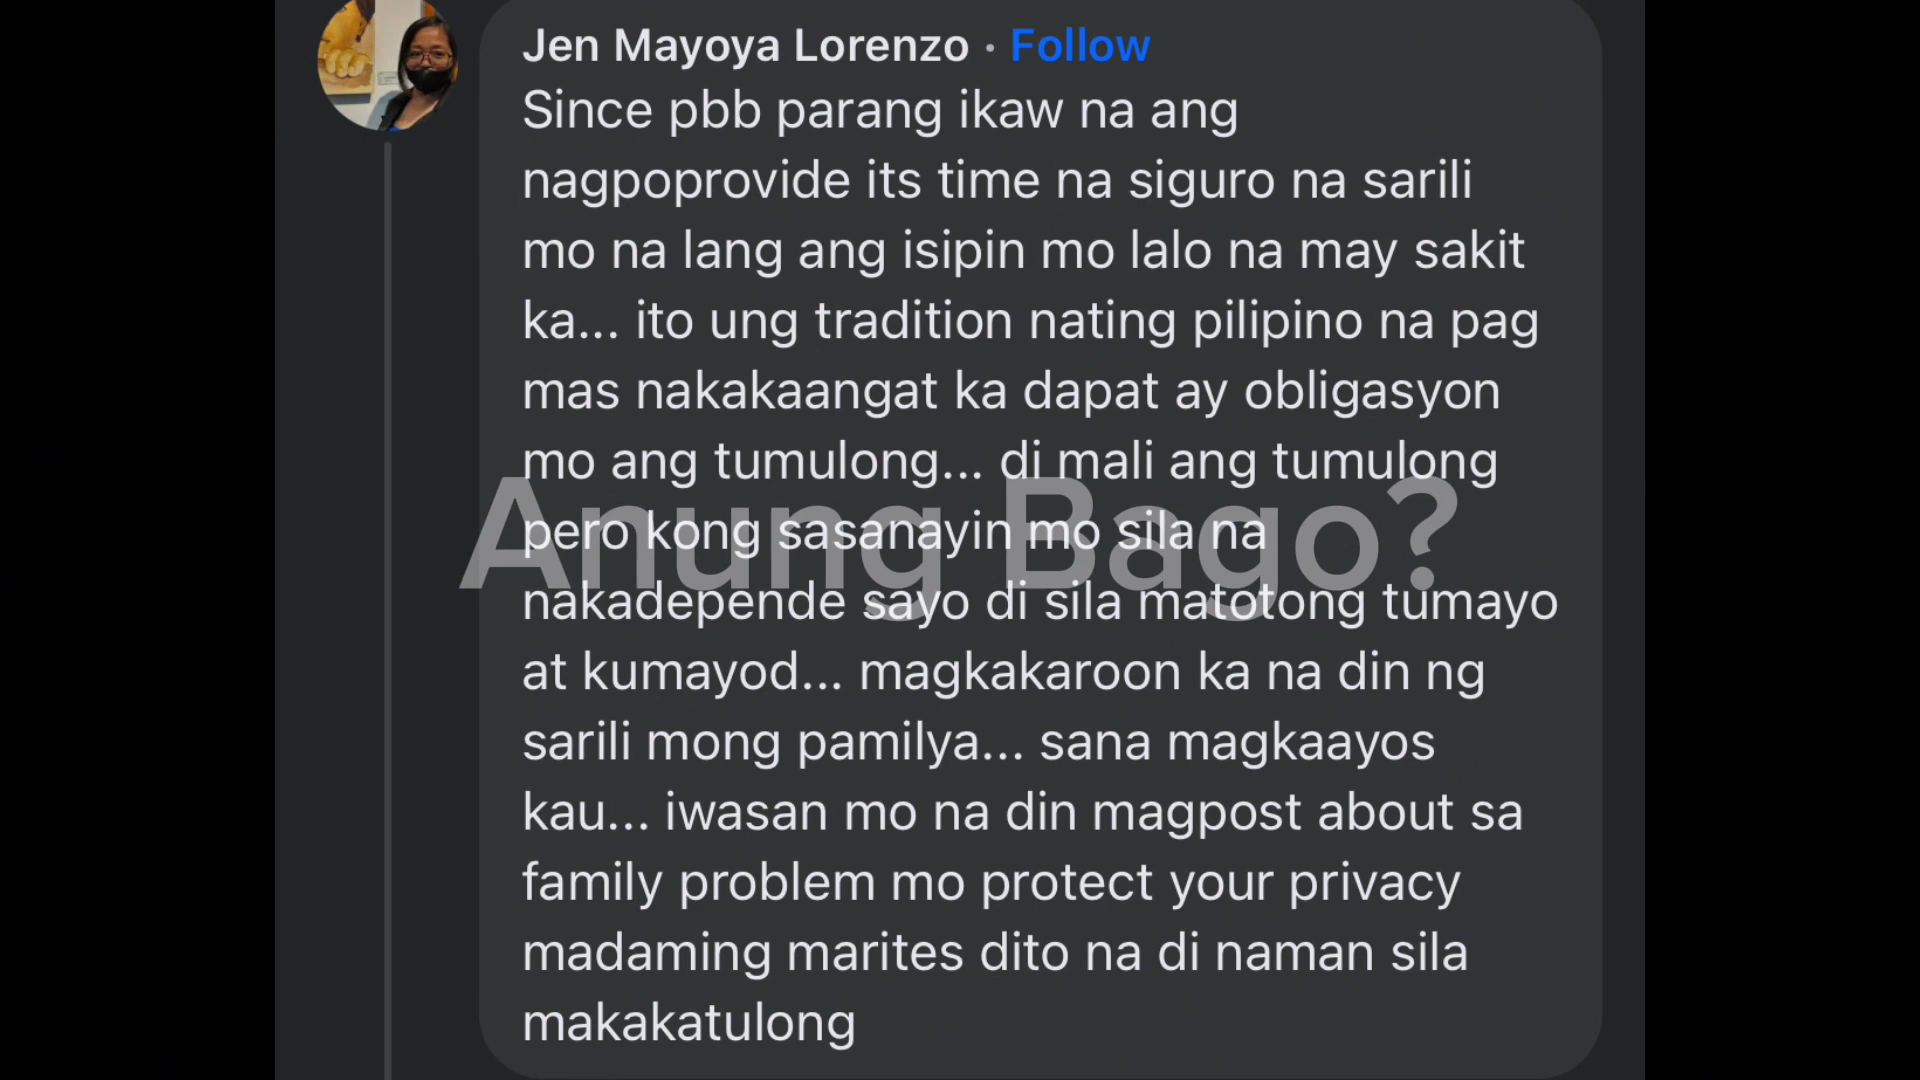 Jen Mayoya Lorenzo · Follow
Since pbb parang ikaw na ang
nagpoprovide its time na siguro na sarili
mo na lang ang isipin mo lalo na may sakit
ka... ito ung tradition nating pilipino na pag
mas nakakaangat ka dapat ay obligasyon
mo ang tumulong... di mali ang tumulong
pero kong sasanayin mo sila na
Anung Bago?
nakadepende sayo di sila matotong tumayo
at kumayod... magkakaroon ka na din ng
sarili mong pamilya... sana magkaayos
kau... iwasan mo na din magpost about sa
family problem mo protect your privacy
madaming marites dito na di naman sila
makakatulong